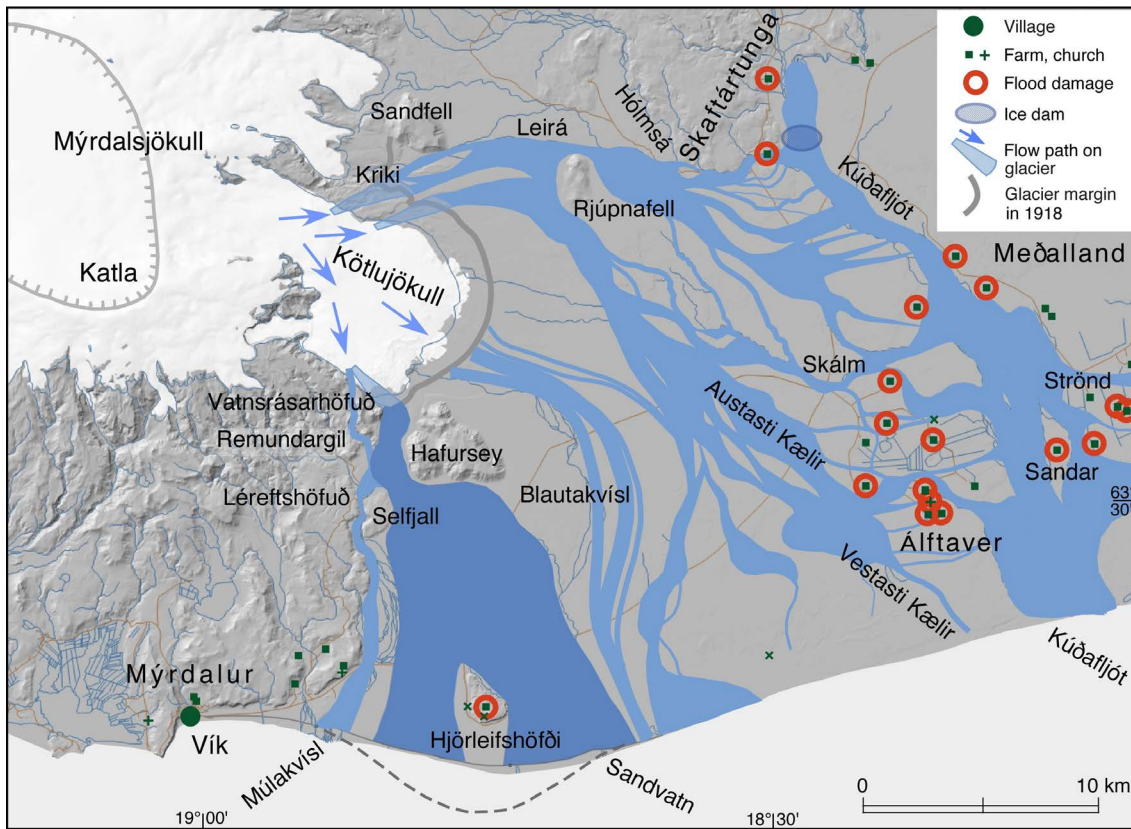 Village
Farm, church
Flood damage
Ice dam
Flow path on
glacier
Glacier margin
in 1918
Skaftártunga
Hólmsá
Sandfell
Leirá
Mýrdalsjökull
Kriki
Kúðafljót
Rjúpnafell
Meðalland
Katla
Kötlujökull
Skálm
Strönd
Vatnsrásarhöfuð
Austasti Kælir
Remundargil
Hafursey
Sandar
Léreftshöfuð
Blautakvísl
63°
30'
Selfjall
Álftaver
Vestasti Kælir
Mýrdalur
Kúðafljót
Vík
Hjörleifshöfði
Múlakvísl
Sandvatn
0
10 km
19°00'
18°30'